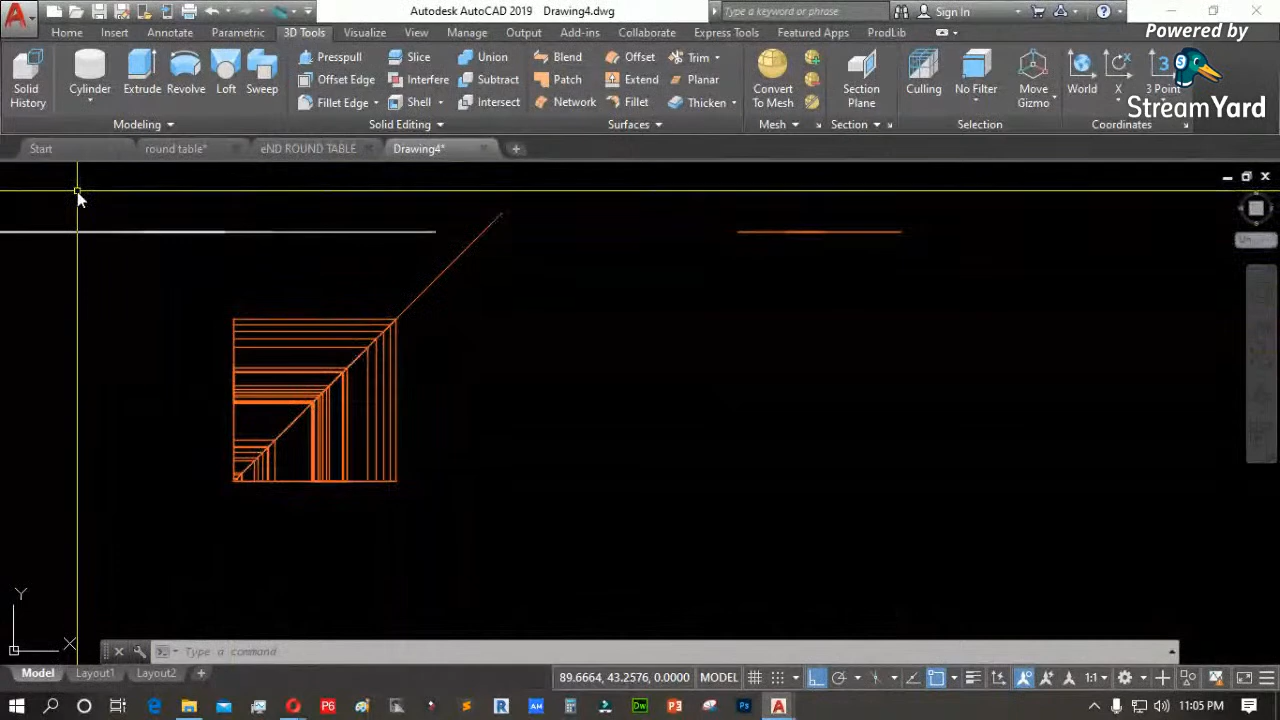 Autodesk AutoCAD 2019 Drawing4.dwg
Type a keyword or phrase
Sign In
Powered by
StreamYard
Home Insert Annotate Parametric 3D Tools Visualize View Manage Output Add-ins Collaborate Express Tools Featured Apps ProdLib
Solid History
Cylinder
Extrude
Revolve
Loft
Sweep
Modeling
Presspull
Offset Edge
Fillet Edge
Slice
Interfere
Shell
Union
Subtract
Intersect
Solid Editing
Blend
Patch
Network
Offset
Extend
Fillet
Trim
Planar
Thicken
Surfaces
Convert To Mesh
Mesh
Section Plane
Section
Culling
No Filter
Move Gizmo
Selection
World
X
3 Point
Coordinates
Start
round table*
eND ROUND TABLE
Drawing4*
Y
X
Type a command
Model Layout1 Layout2
89.6664, 43.2576, 0.0000 MODEL
1:1
11:05 PM